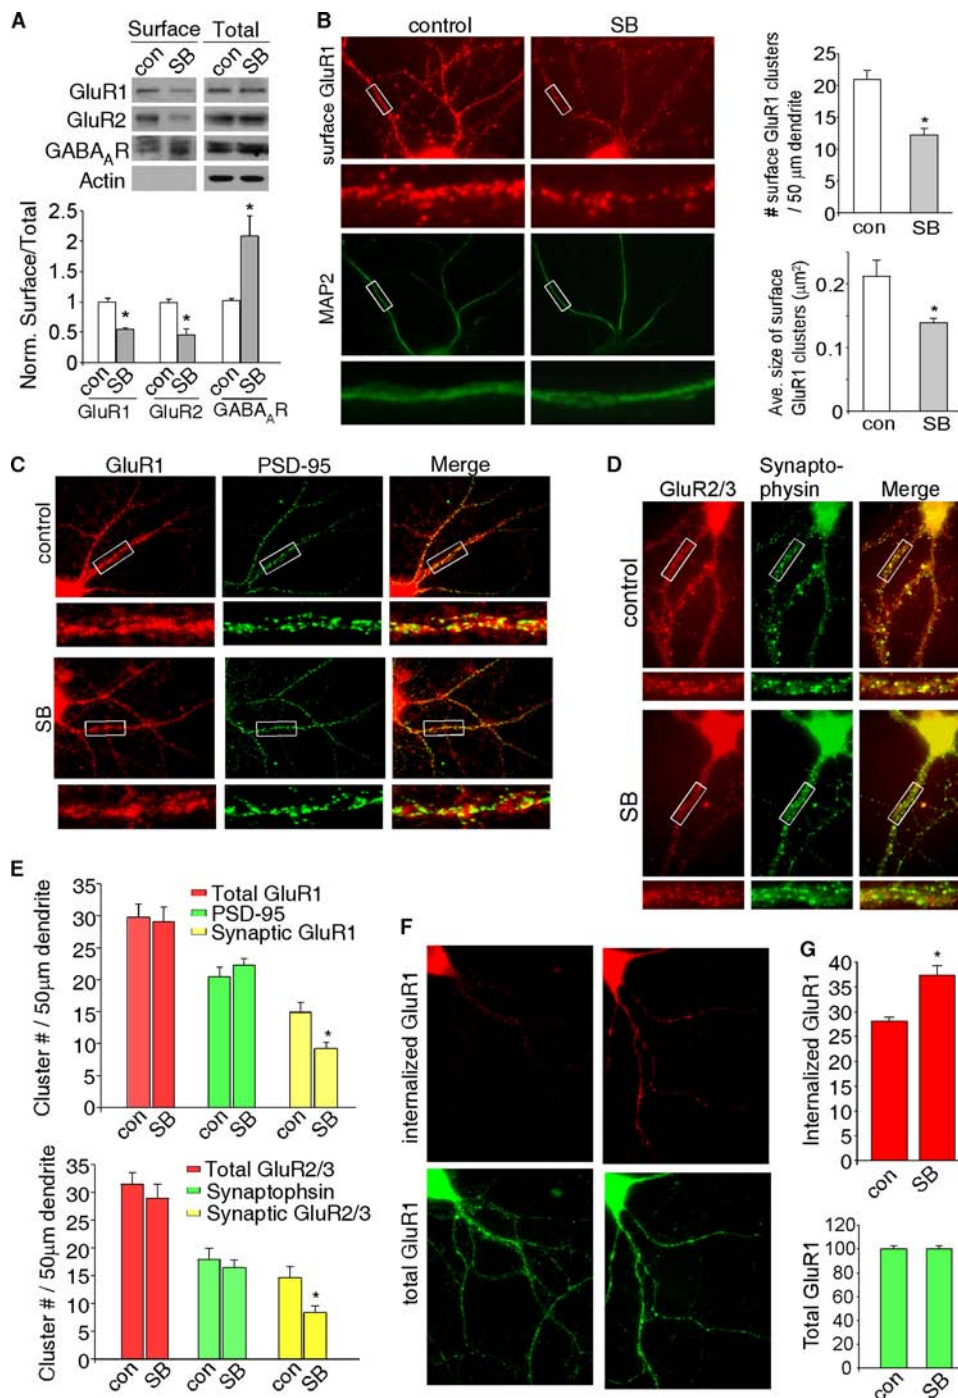 A
Surface Total
con SB con SB
GluR1
GluR2
GABAAR
Actin
Norm. Surface/Total
2.5
2
1.5
1
0.5
0
*
*
*
con SB con SB con SB
GluR1 GluR2 GABAAR
B
control SB
surface GluR1
MAP2
# surface GluR1 clusters
/ 50 μm dendrite
25
20
15
10
5
0
*
con SB
Ave. size of surface
GluR1 clusters (μm²)
0.2
0.1
0
*
con SB
C
GluR1 PSD-95 Merge
control
SB
D
GluR2/3 Synapto-
physin Merge
control
SB
E
Cluster # / 50μm dendrite
35
30
25
20
15
10
5
0
Total GluR1
PSD-95
Synaptic GluR1
*
con SB con SB con SB
Cluster # / 50μm dendrite
35
30
25
20
15
10
5
0
Total GluR2/3
Synaptophsin
Synaptic GluR2/3
*
con SB con SB con SB
F
internalized GluR1
total GluR1
G
Internalized GluR1
40
35
30
25
20
15
10
5
0
*
con SB
Total GluR1
120
100
80
60
40
20
0
con SB